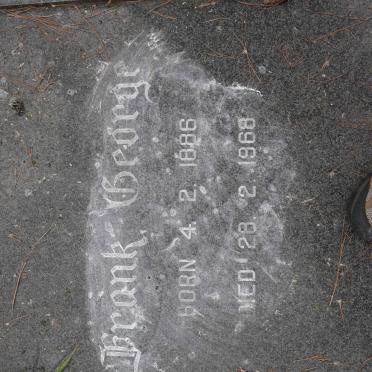 Frank, George
BORN 4. 2. 1886
DIED 28. 2. 1968